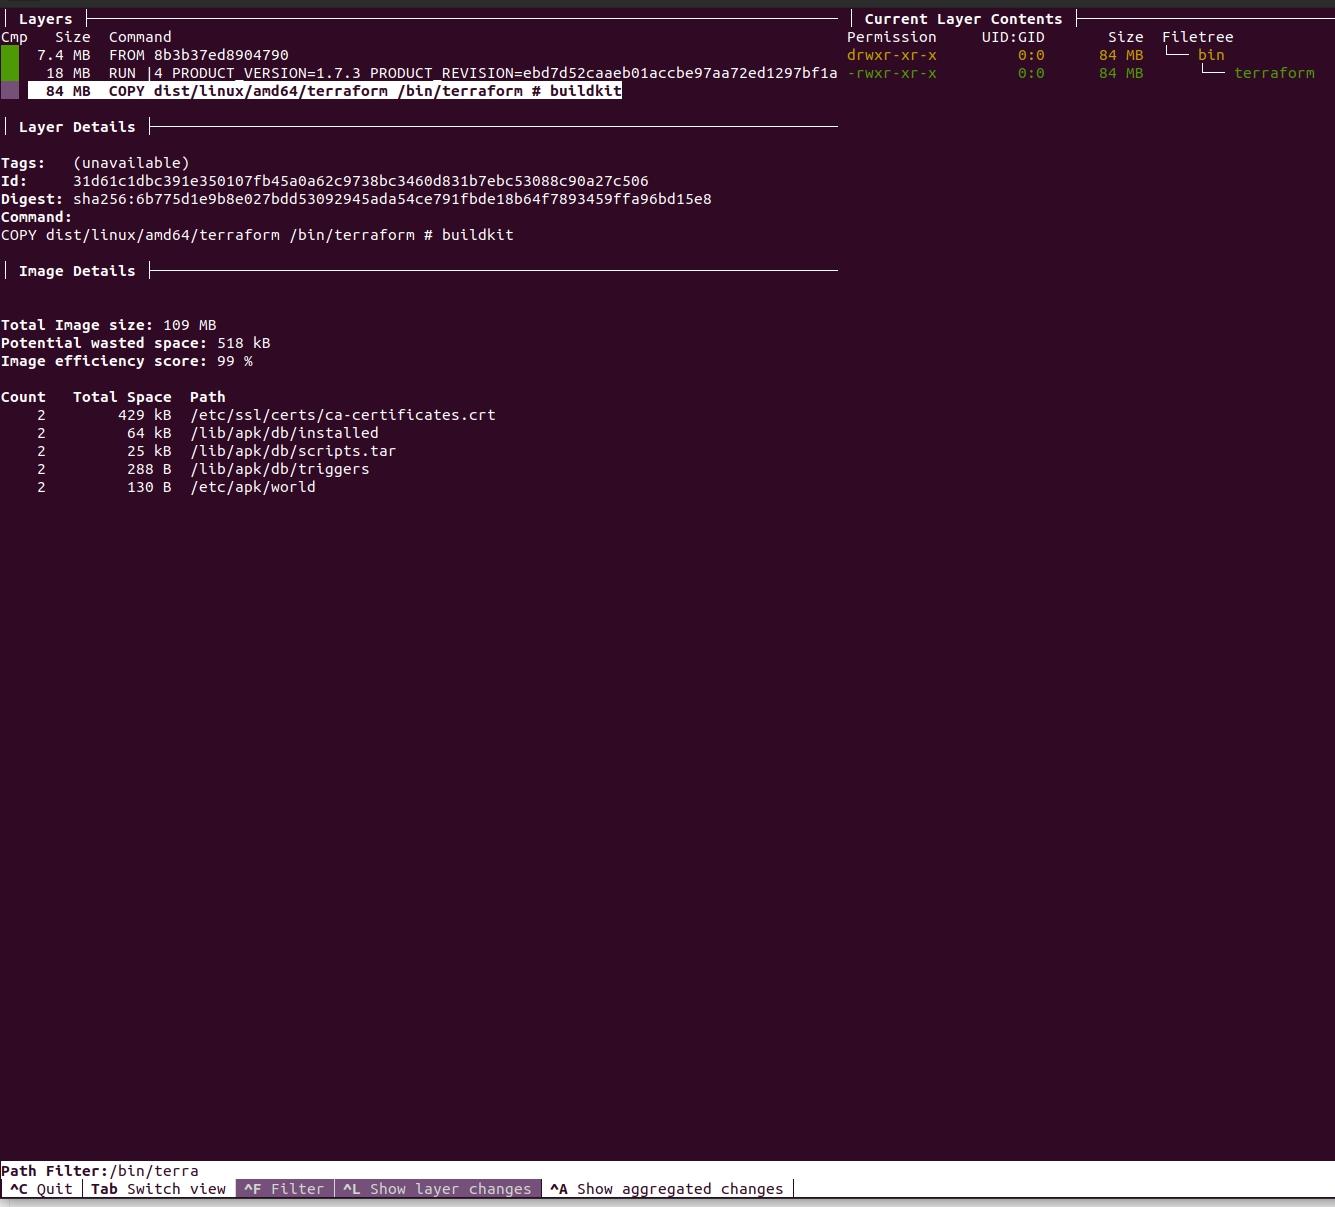 Layers
Cmp Size Command
7.4 MB FROM 8b3b37ed8904790
18 MB RUN |4 PRODUCT_VERSION=1.7.3 PRODUCT_REVISION=ebd7d52caaeb01accbe97aa72ed1297bf1a
84 MB COPY dist/linux/amd64/terraform /bin/terraform # buildkit
Layer Details
Tags: (unavailable)
Id: 31d61c1dbc391e350107fb45a0a62c9738bc3460d831b7ebc53088c90a27c506
Digest: sha256:6b775d1e9b8e027bdd53092945ada54ce791fbde18b64f7893459ffa96bd15e8
Command:
COPY dist/linux/amd64/terraform /bin/terraform # buildkit
Image Details
Total Image size: 109 MB
Potential wasted space: 518 kB
Image efficiency score: 99 %
Count Total Space Path
2 429 kB /etc/ssl/certs/ca-certificates.crt
2 64 kB /lib/apk/db/installed
2 25 kB /lib/apk/db/scripts.tar
2 288 B /lib/apk/db/triggers
2 130 B /etc/apk/world
Current Layer Contents
Permission UID:GID Size Filetree
drwxr-xr-x 0:0 84 MB bin
-rwxr-xr-x 0:0 84 MB terraform
Path Filter:/bin/terra
^C Quit Tab Switch view ^F Filter ^L Show layer changes ^A Show aggregated changes